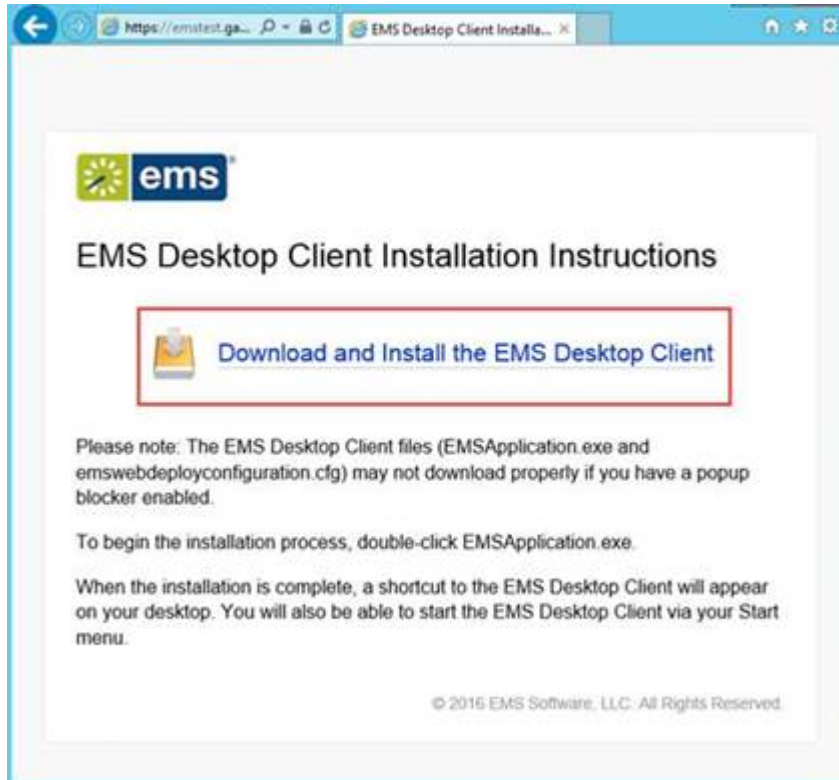 https://emstest.ga...
EMS Desktop Client Installa...
ems
EMS Desktop Client Installation Instructions
Download and Install the EMS Desktop Client
Please note: The EMS Desktop Client files (EMSApplication.exe and
emswebdeployconfiguration.cfg) may not download properly if you have a popup
blocker enabled.
To begin the installation process, double-click EMSApplication.exe.
When the installation is complete, a shortcut to the EMS Desktop Client will appear
on your desktop. You will also be able to start the EMS Desktop Client via your Start
menu.
© 2016 EMS Software, LLC. All Rights Reserved.